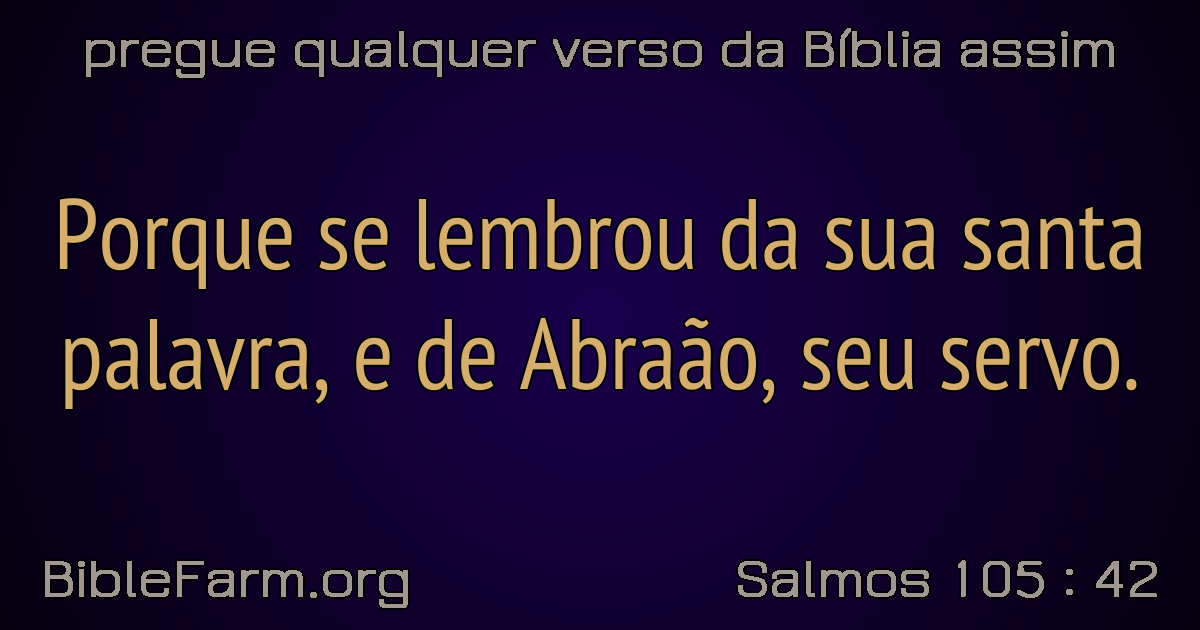 pregue qualquer verso da Bíblia assim
Porque se lembrou da sua santa
palavra, e de Abraão, seu servo.
BibleFarm.org
Salmos 105 : 42